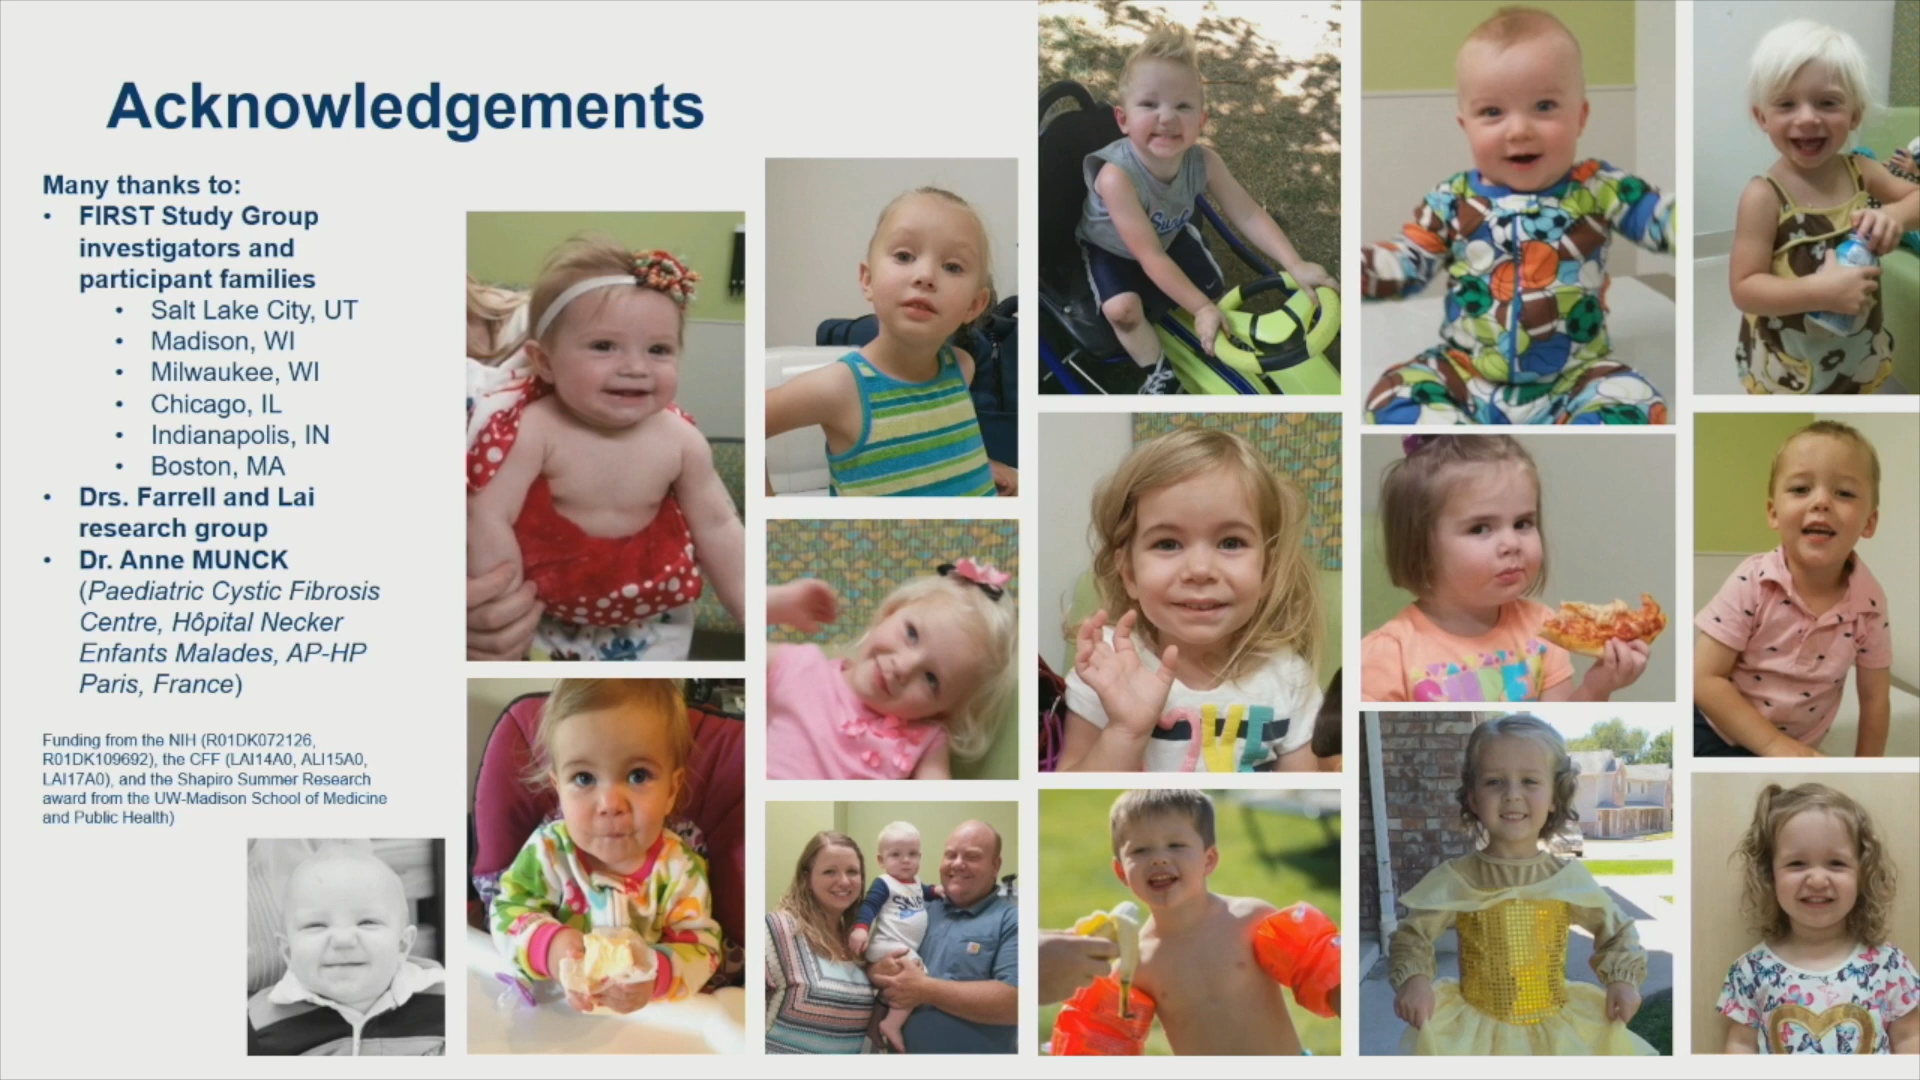 Acknowledgements
Many thanks to:
• FIRST Study Group
investigators and
participant families
• Salt Lake City, UT
• Madison, WI
• Milwaukee, WI
• Chicago, IL
• Indianapolis, IN
• Boston, MA
• Drs. Farrell and Lai
research group
• Dr. Anne MUNCK
(Paediatric Cystic Fibrosis
Centre, Hôpital Necker
Enfants Malades, AP-HP
Paris, France)
Funding from the NIH (R01DK072126,
R01DK109692), the CFF (LAI14A0, ALI15A0,
LAI17A0), and the Shapiro Summer Research
award from the UW-Madison School of Medicine
and Public Health)